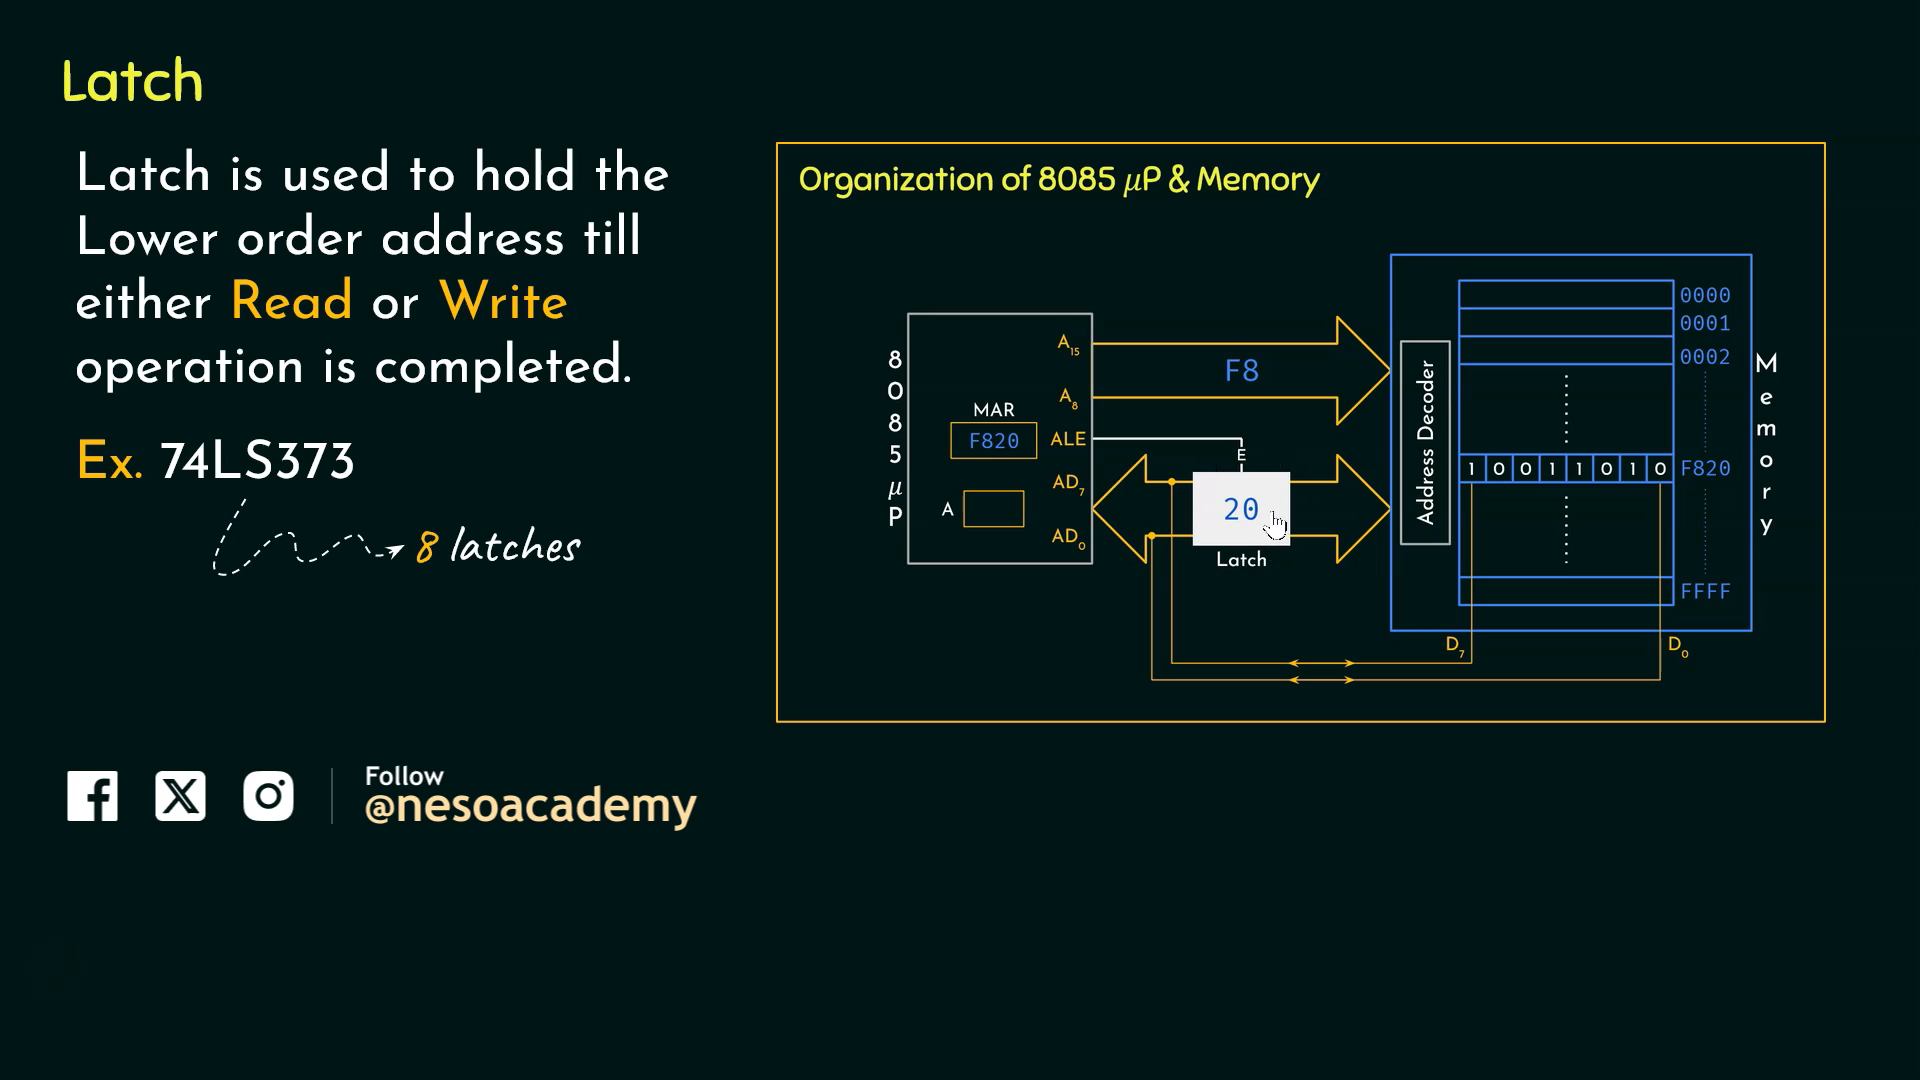 Latch
Latch is used to hold the
Lower order address till
either Read or Write
operation is completed.
Ex. 74LS373
8 latches
Organization of 8085 μP & Memory
8085 μP
MAR
F820
A
A15
A8
ALE
AD7
AD0
F8
E
20
Latch
Address Decoder
0000
0001
0002
1 0 0 1 1 0 1 0 F820
FFFF
D7
D0
Memory
Follow
@nesoacademy